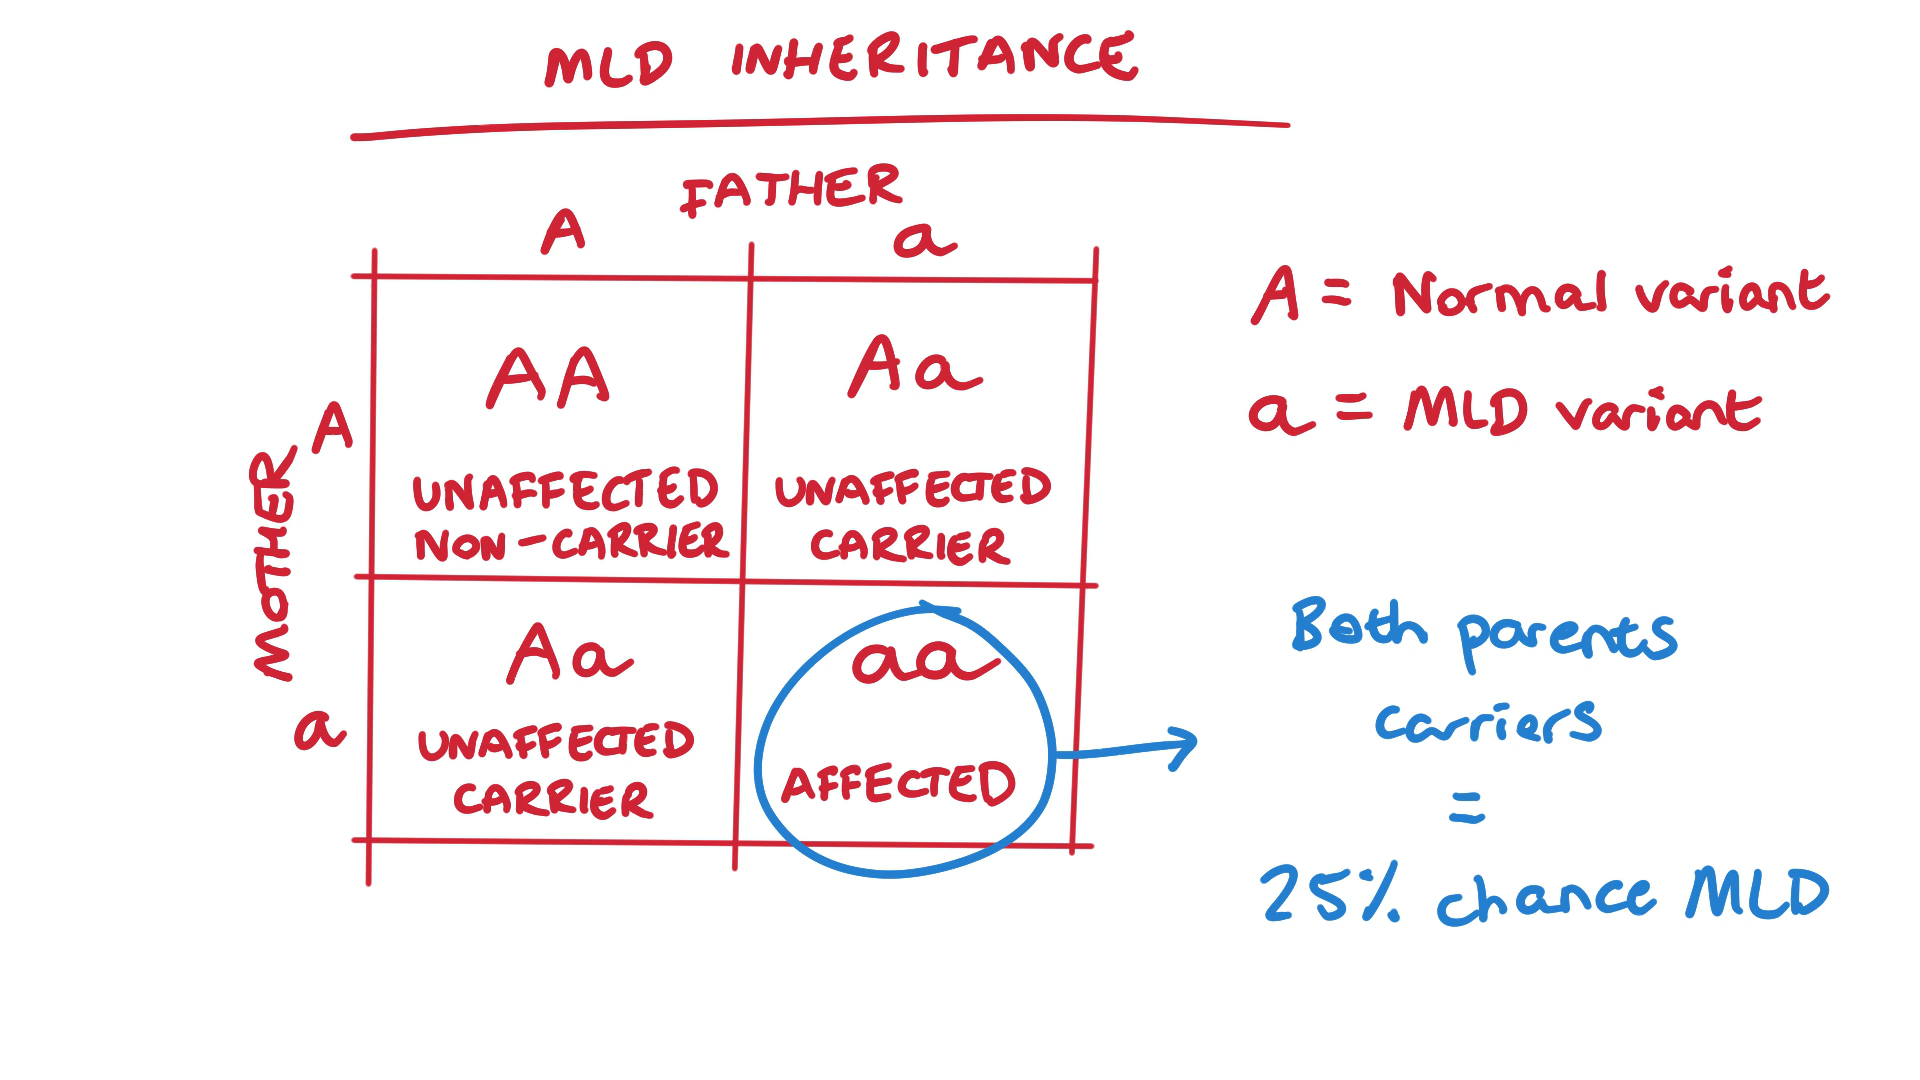 MLD INHERITANCE
FATHER
A a
MOTHER
A
a
AA
UNAFFECTED
NON-CARRIER
Aa
UNAFFECTED
CARRIER
Aa
UNAFFECTED
CARRIER
aa
AFFECTED
A = Normal variant
a = MLD variant
Both parents
carriers
=
25% chance MLD